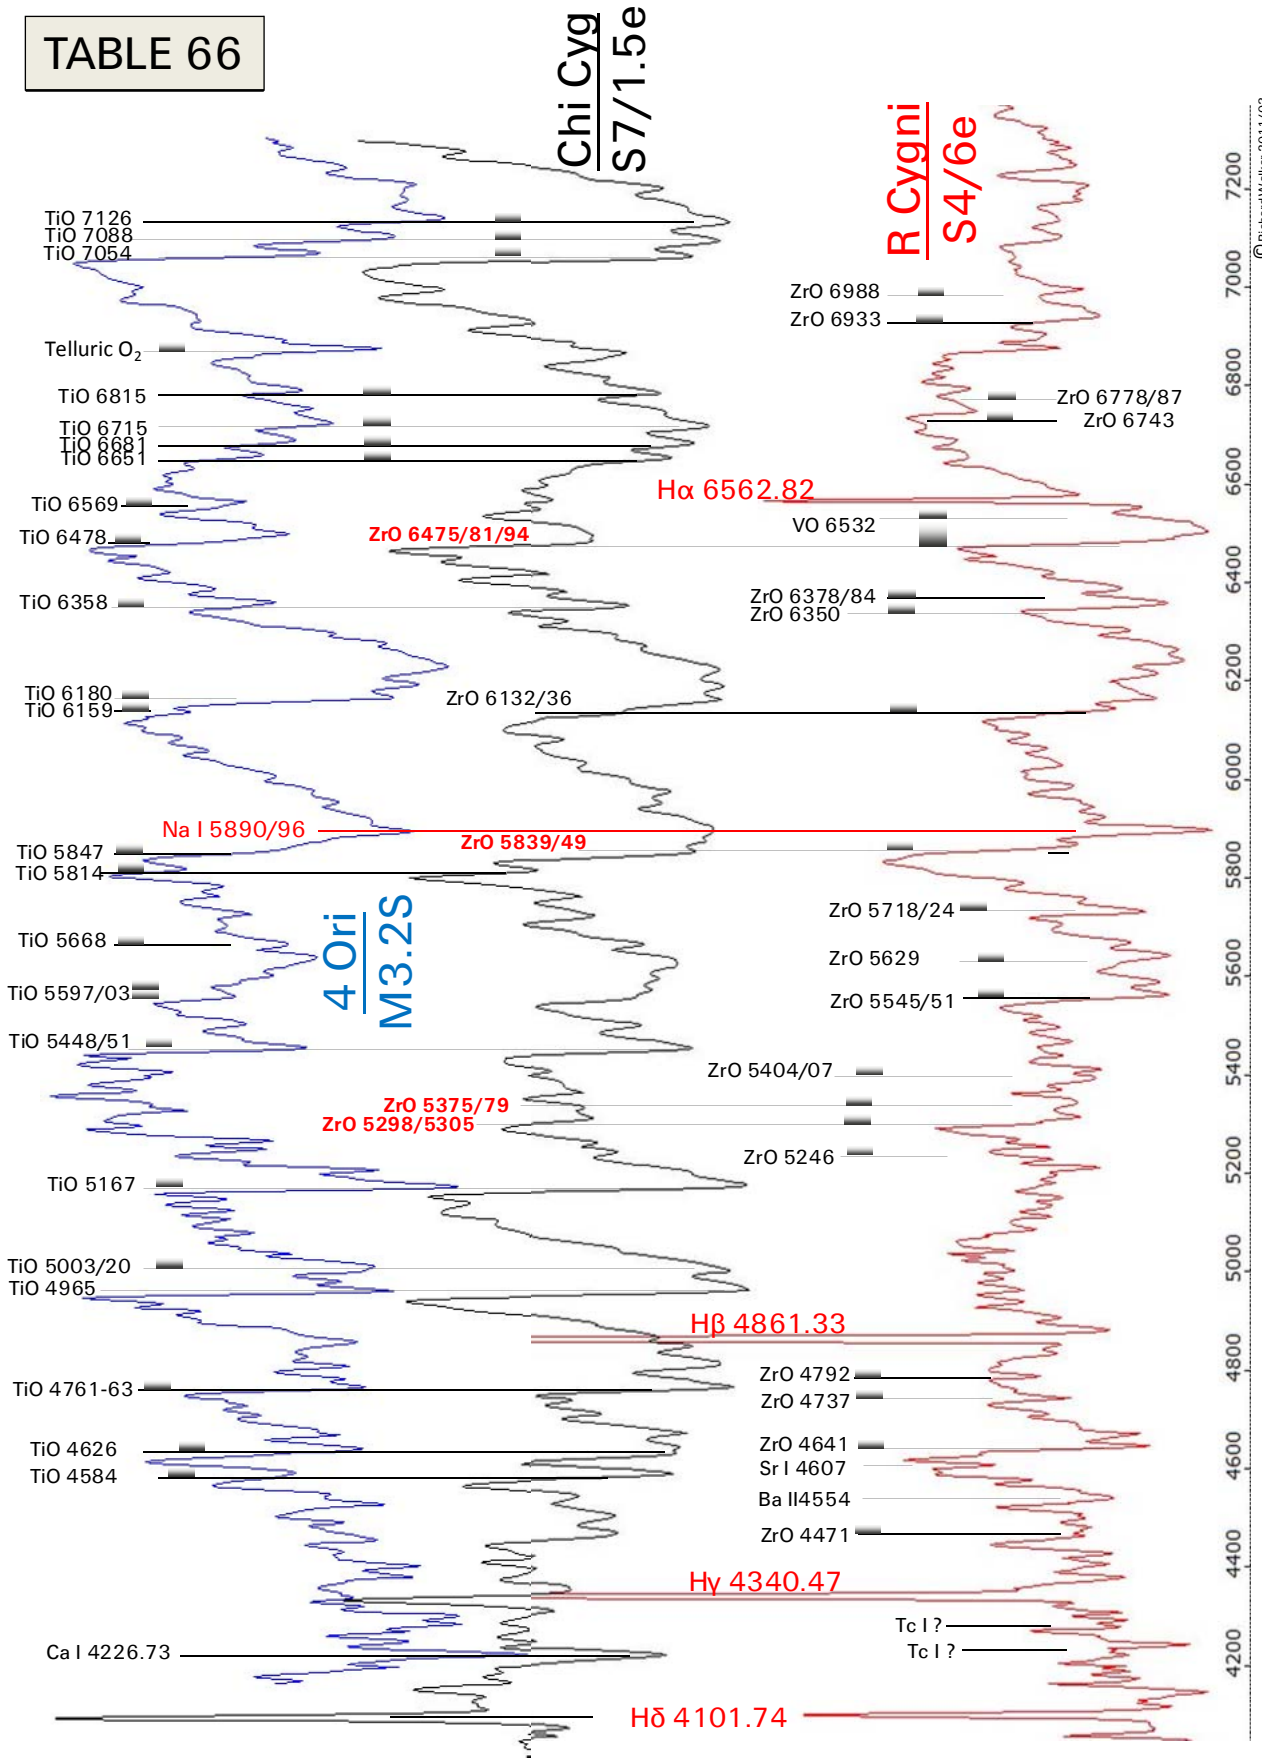 TABLE 66
Chi Cyg
S7/1.5e
R Cygni
S4/6e
4 Ori
M3.2S
TiO 7126
TiO 7088
TiO 7054
Telluric O₂
TiO 6815
TiO 6715
TiO 6681
TiO 6651
TiO 6569
TiO 6478
TiO 6358
TiO 6180
TiO 6159
Na I 5890/96
TiO 5847
TiO 5814
TiO 5668
TiO 5597/03
TiO 5448/51
TiO 5167
TiO 5003/20
TiO 4965
TiO 4761-63
TiO 4626
TiO 4584
Ca I 4226.73
ZrO 6475/81/94
ZrO 6132/36
ZrO 5839/49
ZrO 5375/79
ZrO 5298/5305
ZrO 6988
ZrO 6933
ZrO 6778/87
ZrO 6743
Hα 6562.82
VO 6532
ZrO 6378/84
ZrO 6350
ZrO 5718/24
ZrO 5629
ZrO 5545/51
ZrO 5404/07
ZrO 5246
Hβ 4861.33
ZrO 4792
ZrO 4737
ZrO 4641
Sr I 4607
Ba II4554
ZrO 4471
Hγ 4340.47
Tc I ?
Tc I ?
Hδ 4101.74
7200
7000
6800
6600
6400
6200
6000
5800
5600
5400
5200
5000
4800
4600
4400
4200